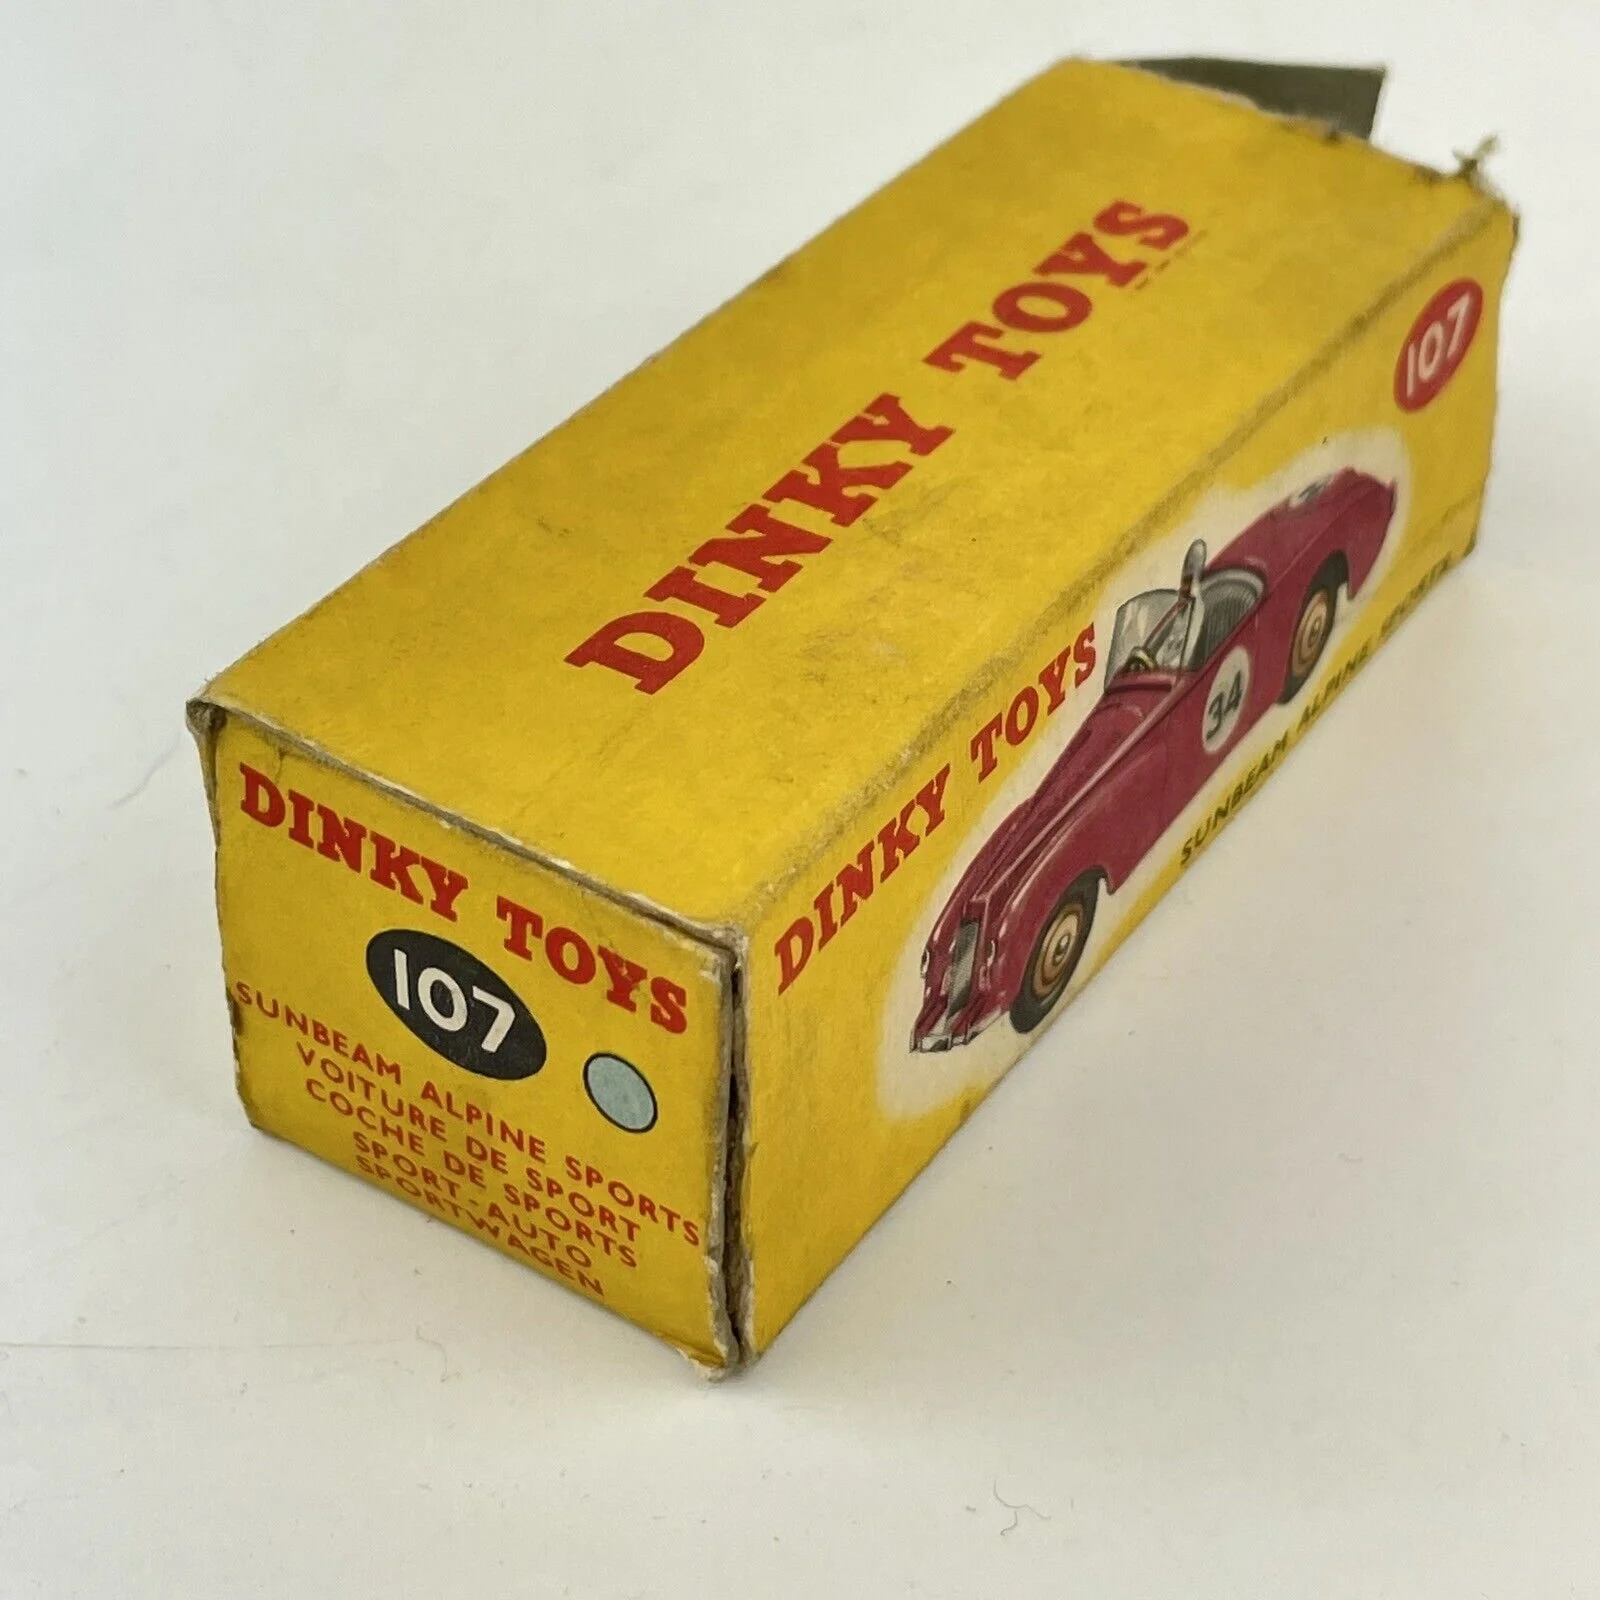 DINKY TOYS
107
DINKY TOYS
34
SUNBEAM ALPINE SPORTS
DINKY TOYS
107
SUNBEAM ALPINE SPORTS
VOITURE DE SPORT
COCHE DE SPORTS
SPORT-AUTO
SPORTWAGEN